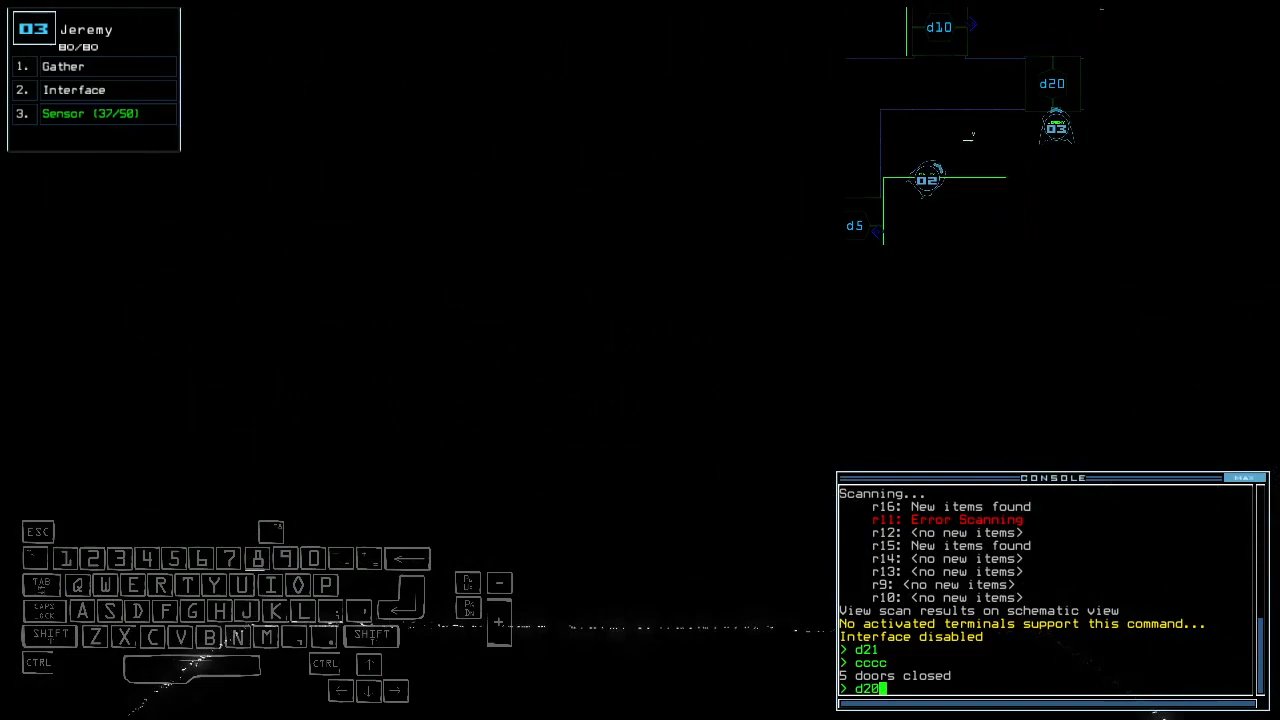 03 Jeremy
80/80
1. Gather
2. Interface
3. Sensor (37/50)
d10
d20
03
02
d5
CONSOLE
MAX
Scanning...
r16: New items found
r11: Error Scanning
r12: <no new items>
r15: New items found
r14: <no new items>
r13: <no new items>
r9: <no new items>
r10: <no new items>
View scan results on schematic view
No activated terminals support this command...
Interface disabled
> d21
> cccc
5 doors closed
> d20
ESC
1 2 3 4 5 6 7 8 9 0 - =
TAB Q W E R T Y U I O P
CAPS LOCK A S D F G H J K L ; '
SHIFT Z X C V B N M , . SHIFT
CTRL CTRL ↑
← ↓ →
-
+